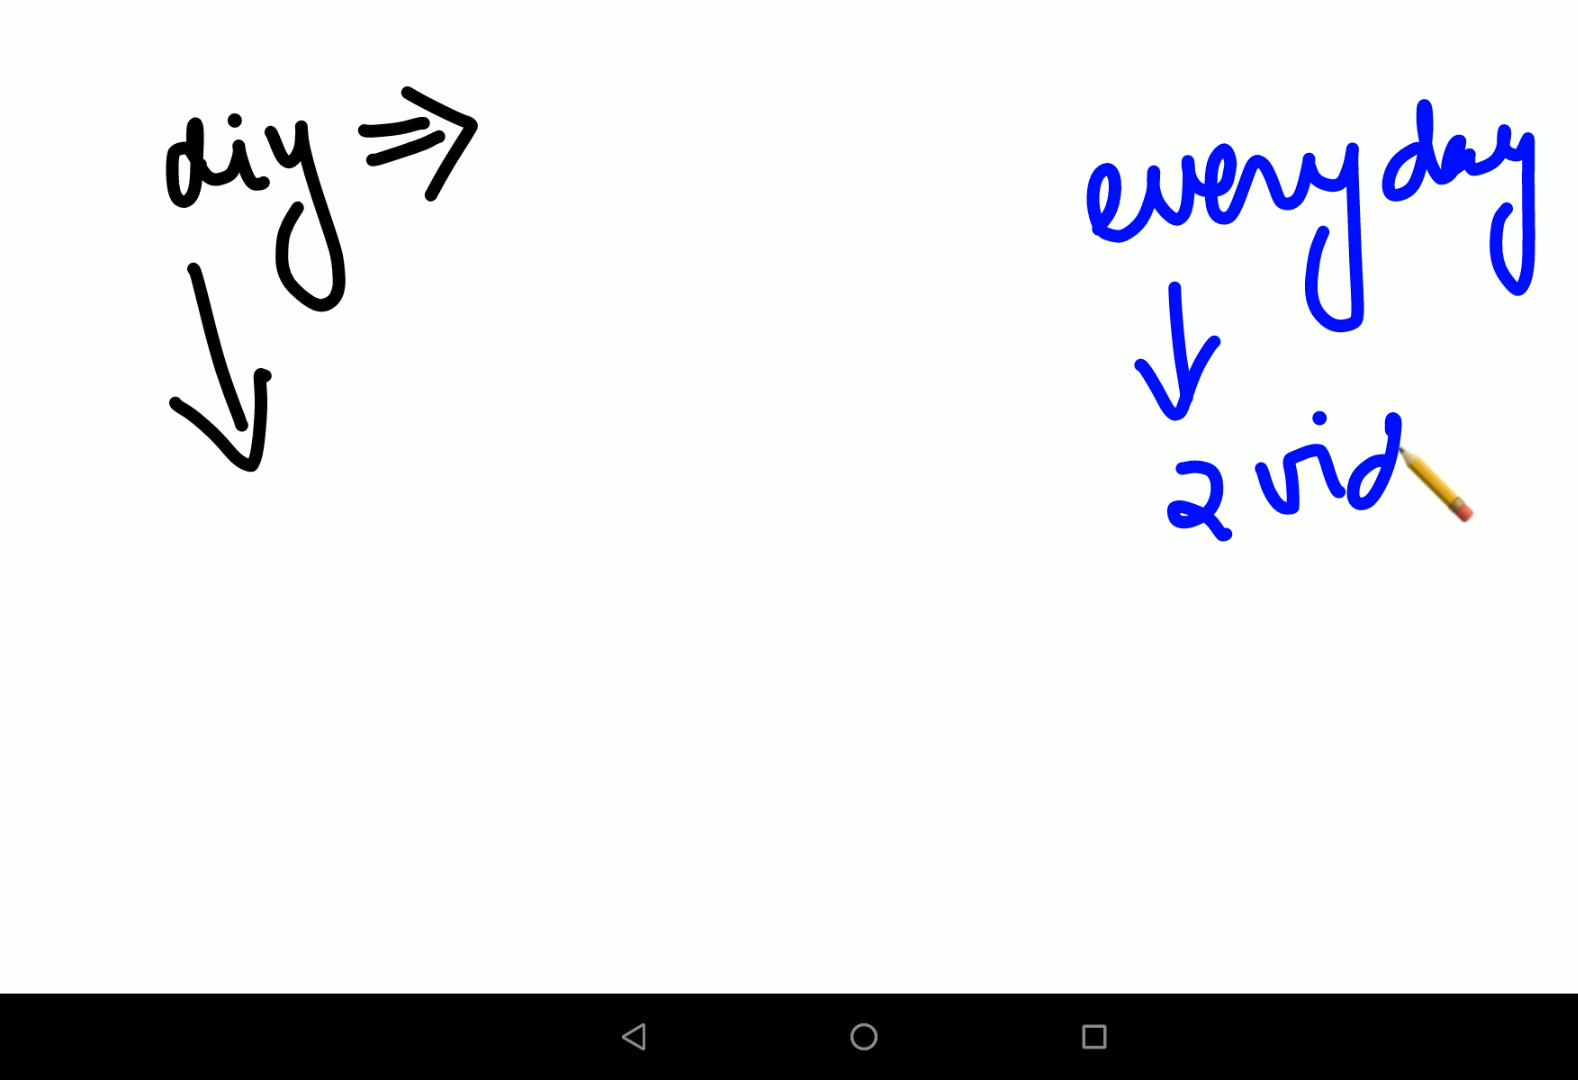 diy ⇒
everyday
↓
↓
2 vid